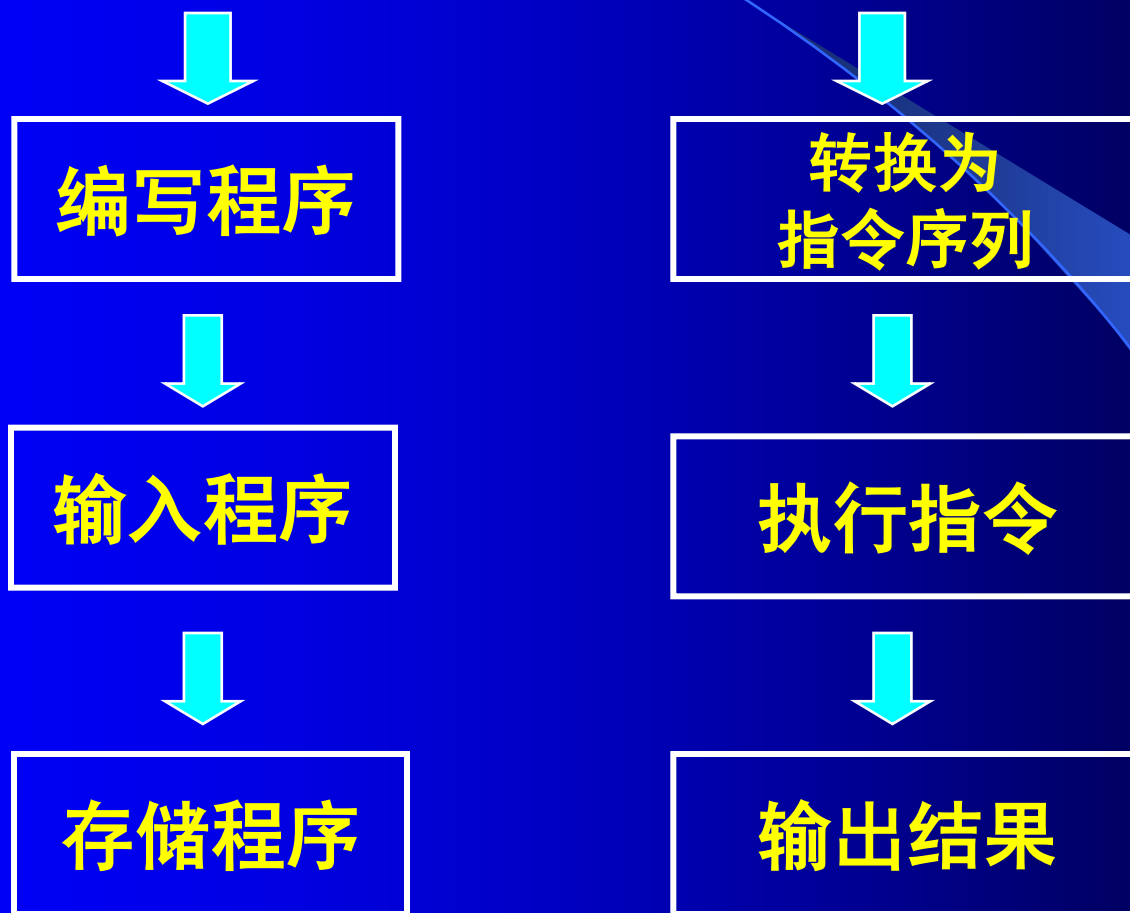 编写程序
输入程序
存储程序
转换为
指令序列
执行指令
输出结果